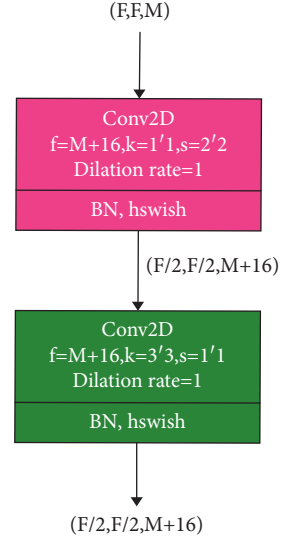 (F,F,M)
Conv2D
f=M+16,k=1′1,s=2′2
Dilation rate=1
BN, hswish
(F/2,F/2,M+16)
Conv2D
f=M+16,k=3′3,s=1′1
Dilation rate=1
BN, hswish
(F/2,F/2,M+16)